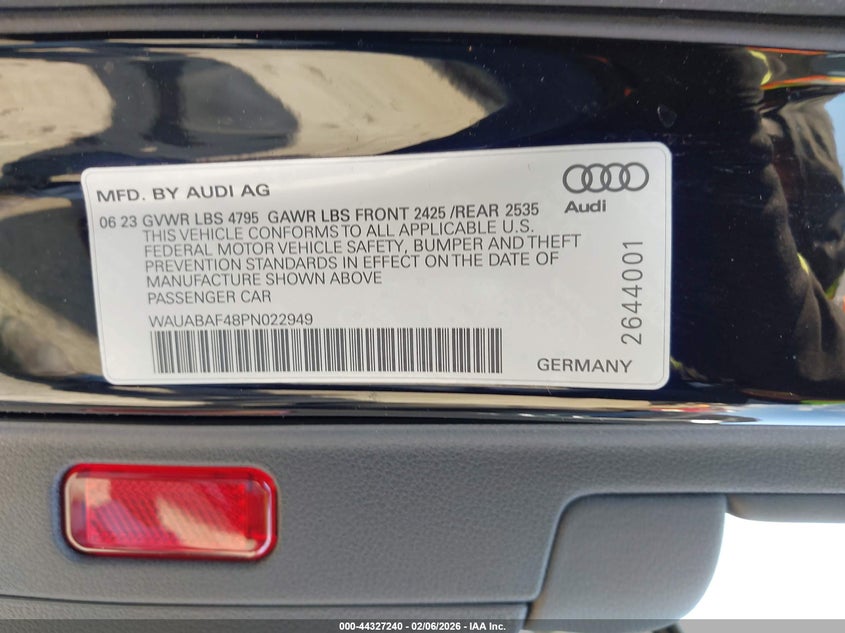 MFD. BY AUDI AG
Audi
06 23 GVWR LBS 4795 GAWR LBS FRONT 2425 /REAR 2535
THIS VEHICLE CONFORMS TO ALL APPLICABLE U.S.
FEDERAL MOTOR VEHICLE SAFETY, BUMPER AND THEFT
PREVENTION STANDARDS IN EFFECT ON THE DATE OF
MANUFACTURE SHOWN ABOVE
PASSENGER CAR
WAUABAF48PN022949
2644001
GERMANY
000-44327240 - 02/06/2026 - IAA Inc.